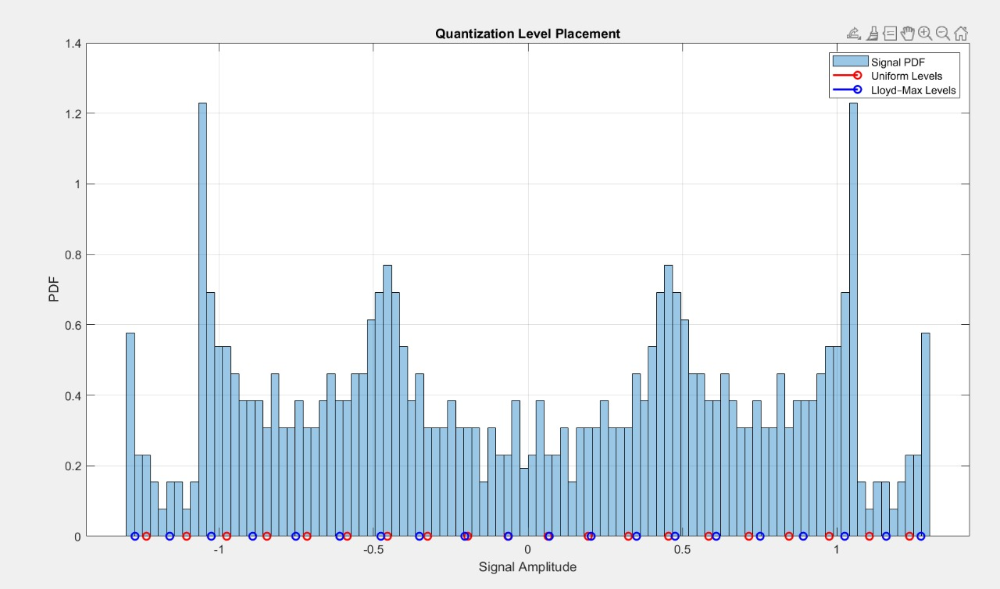 Quantization Level Placement
Signal PDF
Uniform Levels
Lloyd-Max Levels
1.4
1.2
1
0.8
0.6
0.4
0.2
0
PDF
-1
-0.5
0
0.5
1
Signal Amplitude